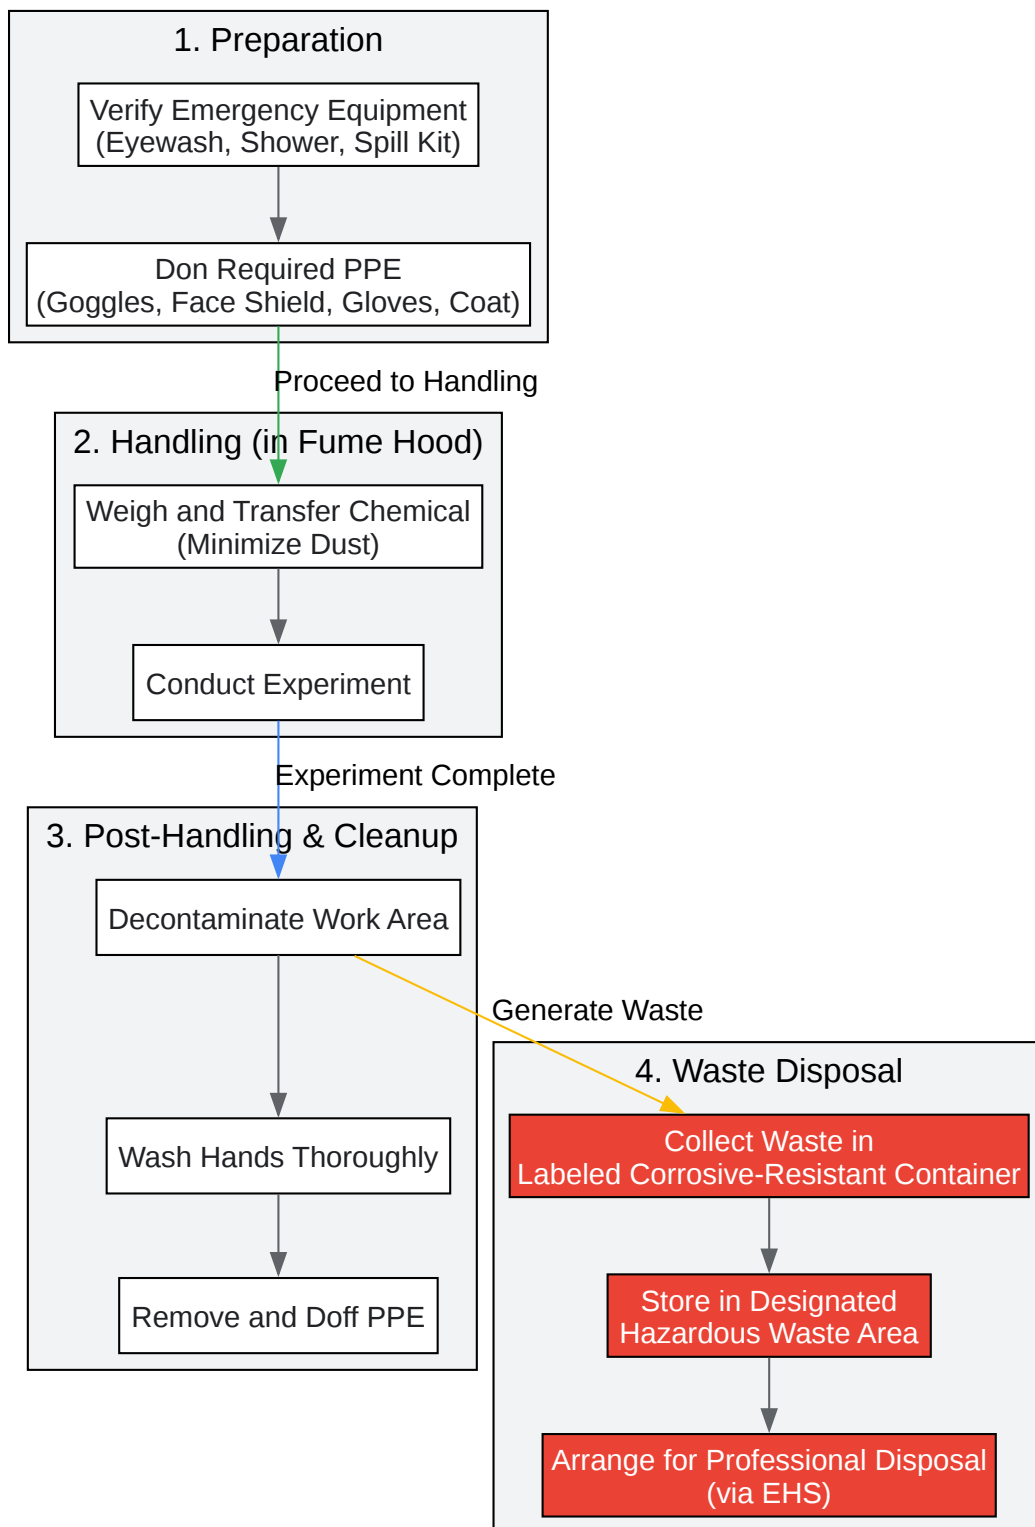 1. Preparation
Verify Emergency Equipment
(Eyewash, Shower, Spill Kit)
Don Required PPE
(Goggles, Face Shield, Gloves, Coat)
Proceed to Handling
2. Handling (in Fume Hood)
Weigh and Transfer Chemical
(Minimize Dust)
Conduct Experiment
Experiment Complete
3. Post-Handling & Cleanup
Decontaminate Work Area
Wash Hands Thoroughly
Remove and Doff PPE
Generate Waste
4. Waste Disposal
Collect Waste in
Labeled Corrosive-Resistant Container
Store in Designated
Hazardous Waste Area
Arrange for Professional Disposal
(via EHS)